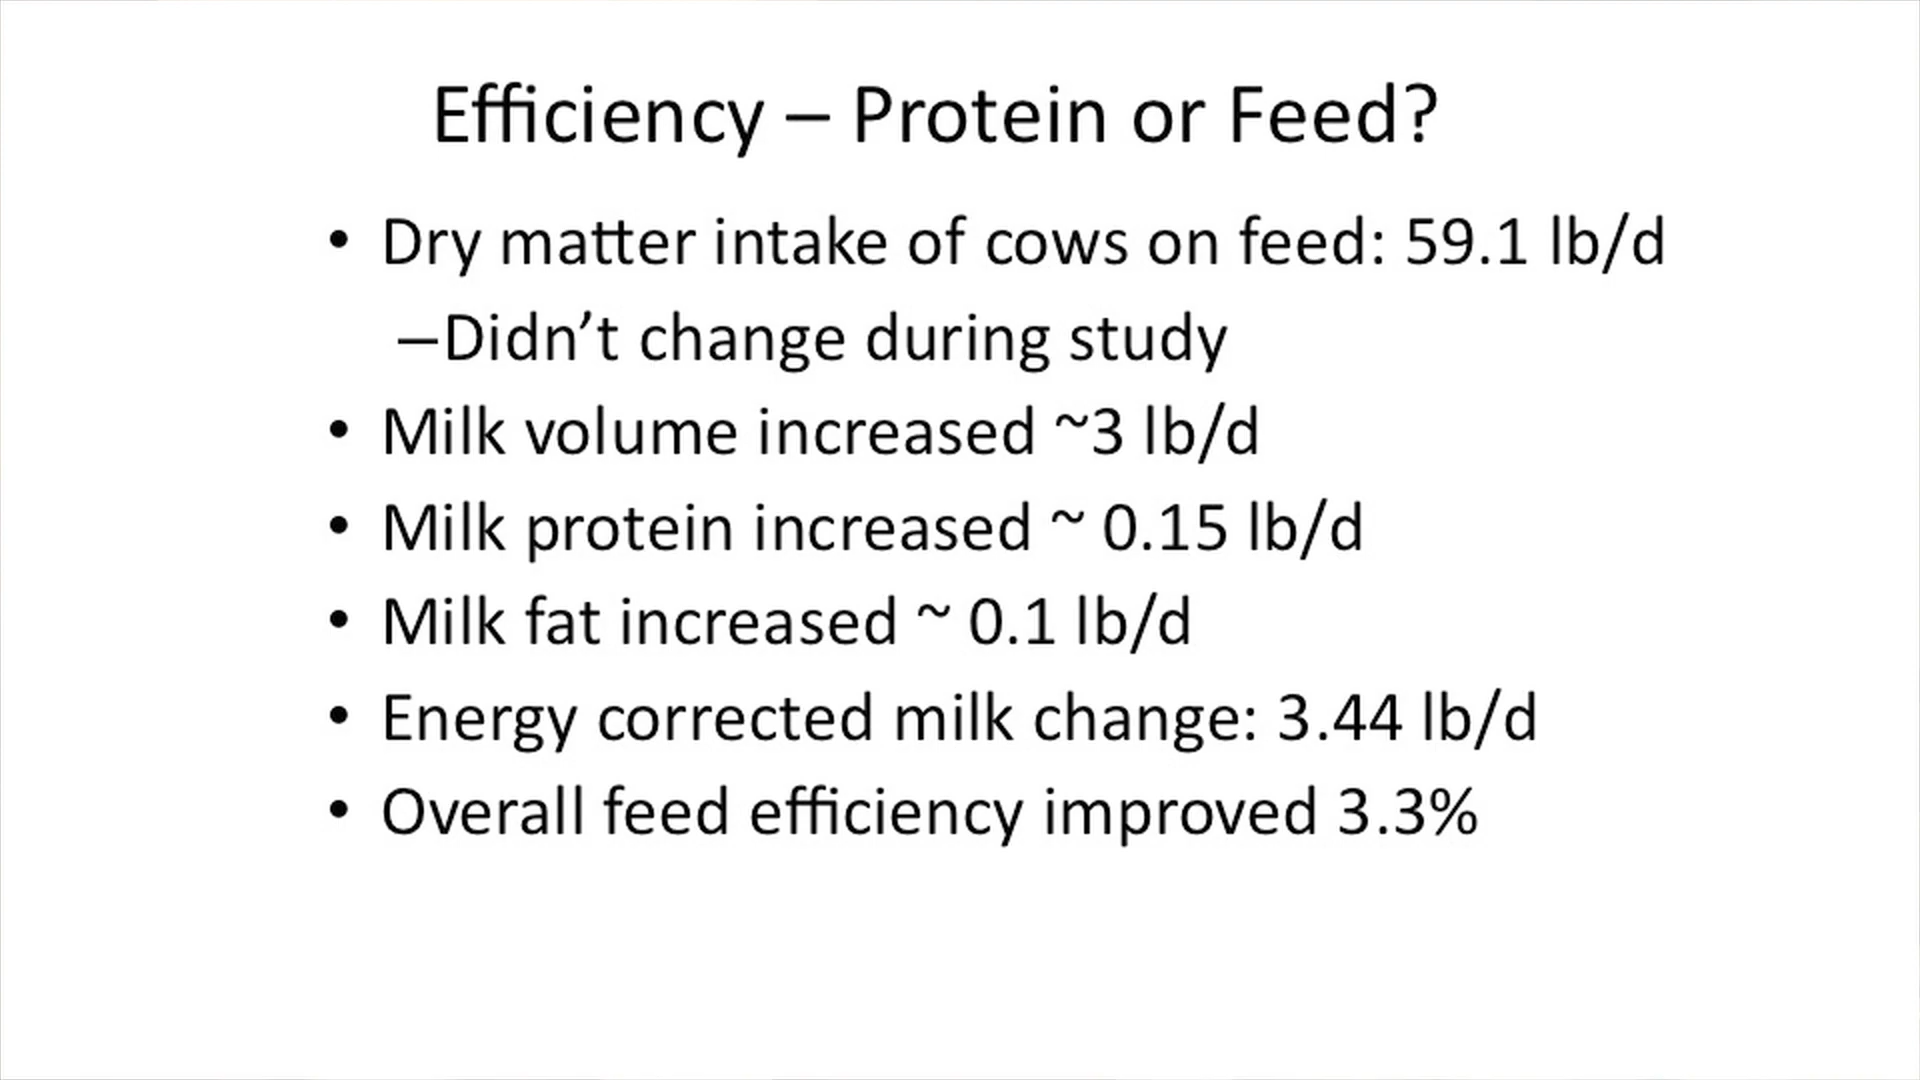 Efficiency – Protein or Feed?
• Dry matter intake of cows on feed: 59.1 lb/d
–Didn’t change during study
• Milk volume increased ~3 lb/d
• Milk protein increased ~ 0.15 lb/d
• Milk fat increased ~ 0.1 lb/d
• Energy corrected milk change: 3.44 lb/d
• Overall feed efficiency improved 3.3%